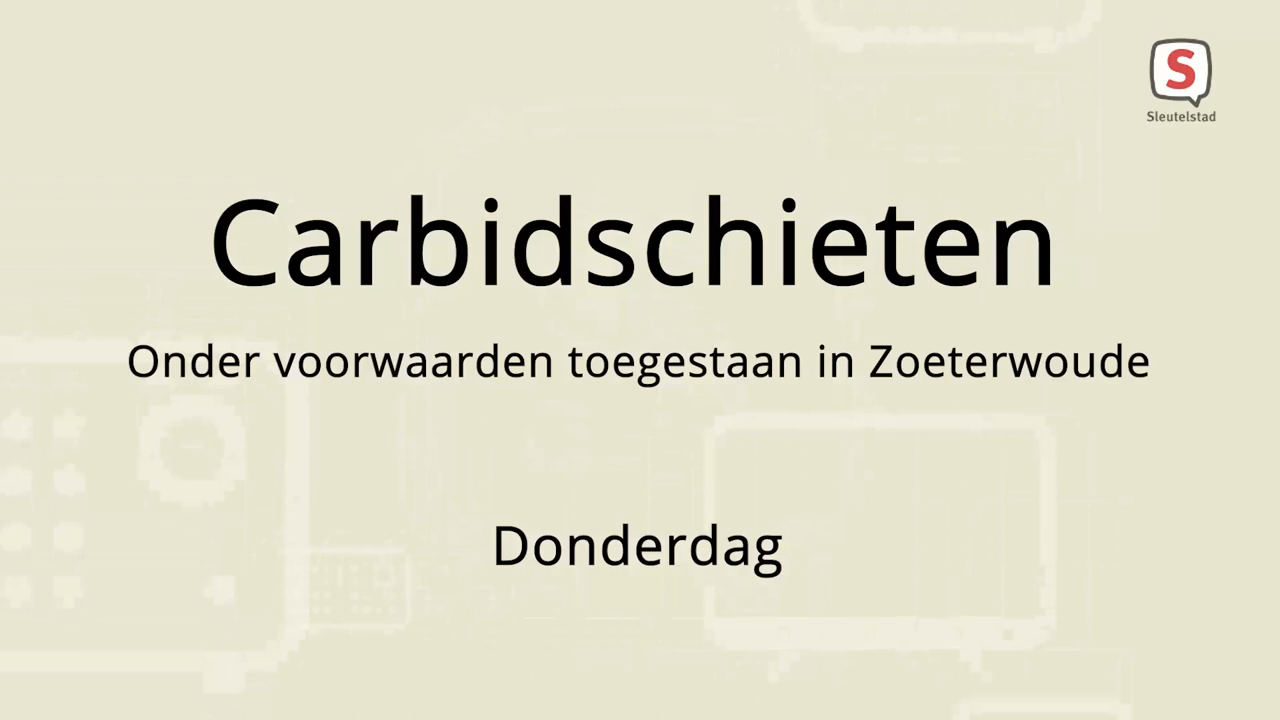 S
Sleutelstad
Carbidschieten
Onder voorwaarden toegestaan in Zoeterwoude
Donderdag